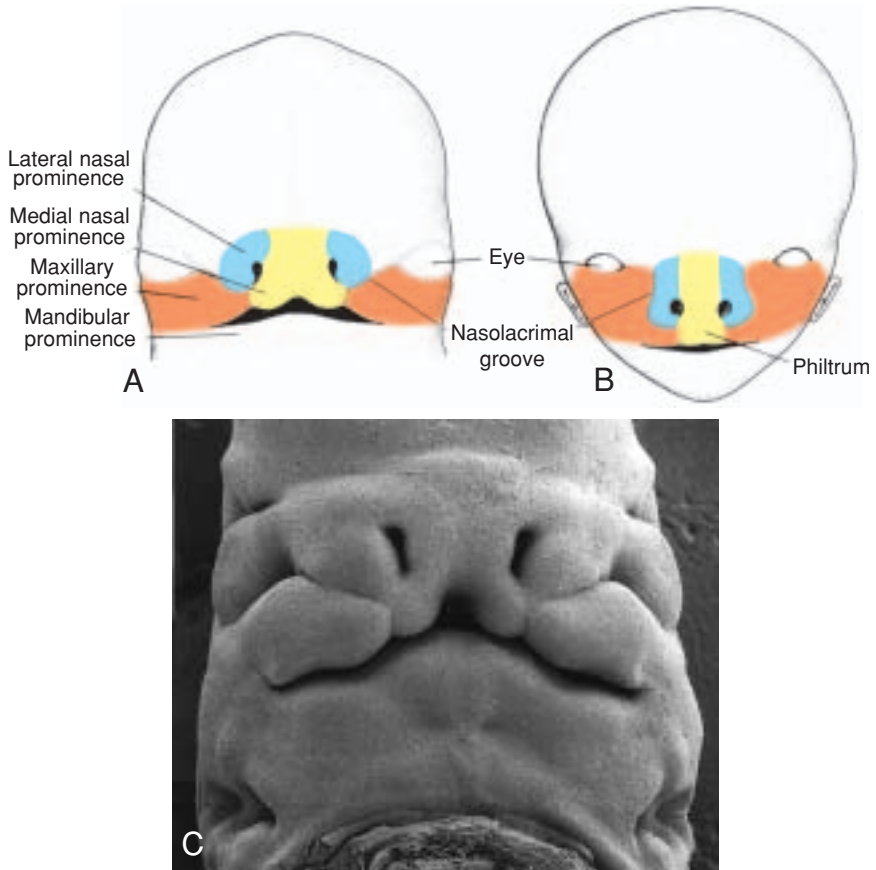 Lateral nasal
prominence
Medial nasal
prominence
Maxillary
prominence
Mandibular
prominence
A
Eye
Nasolacrimal
groove
B
Philtrum
C